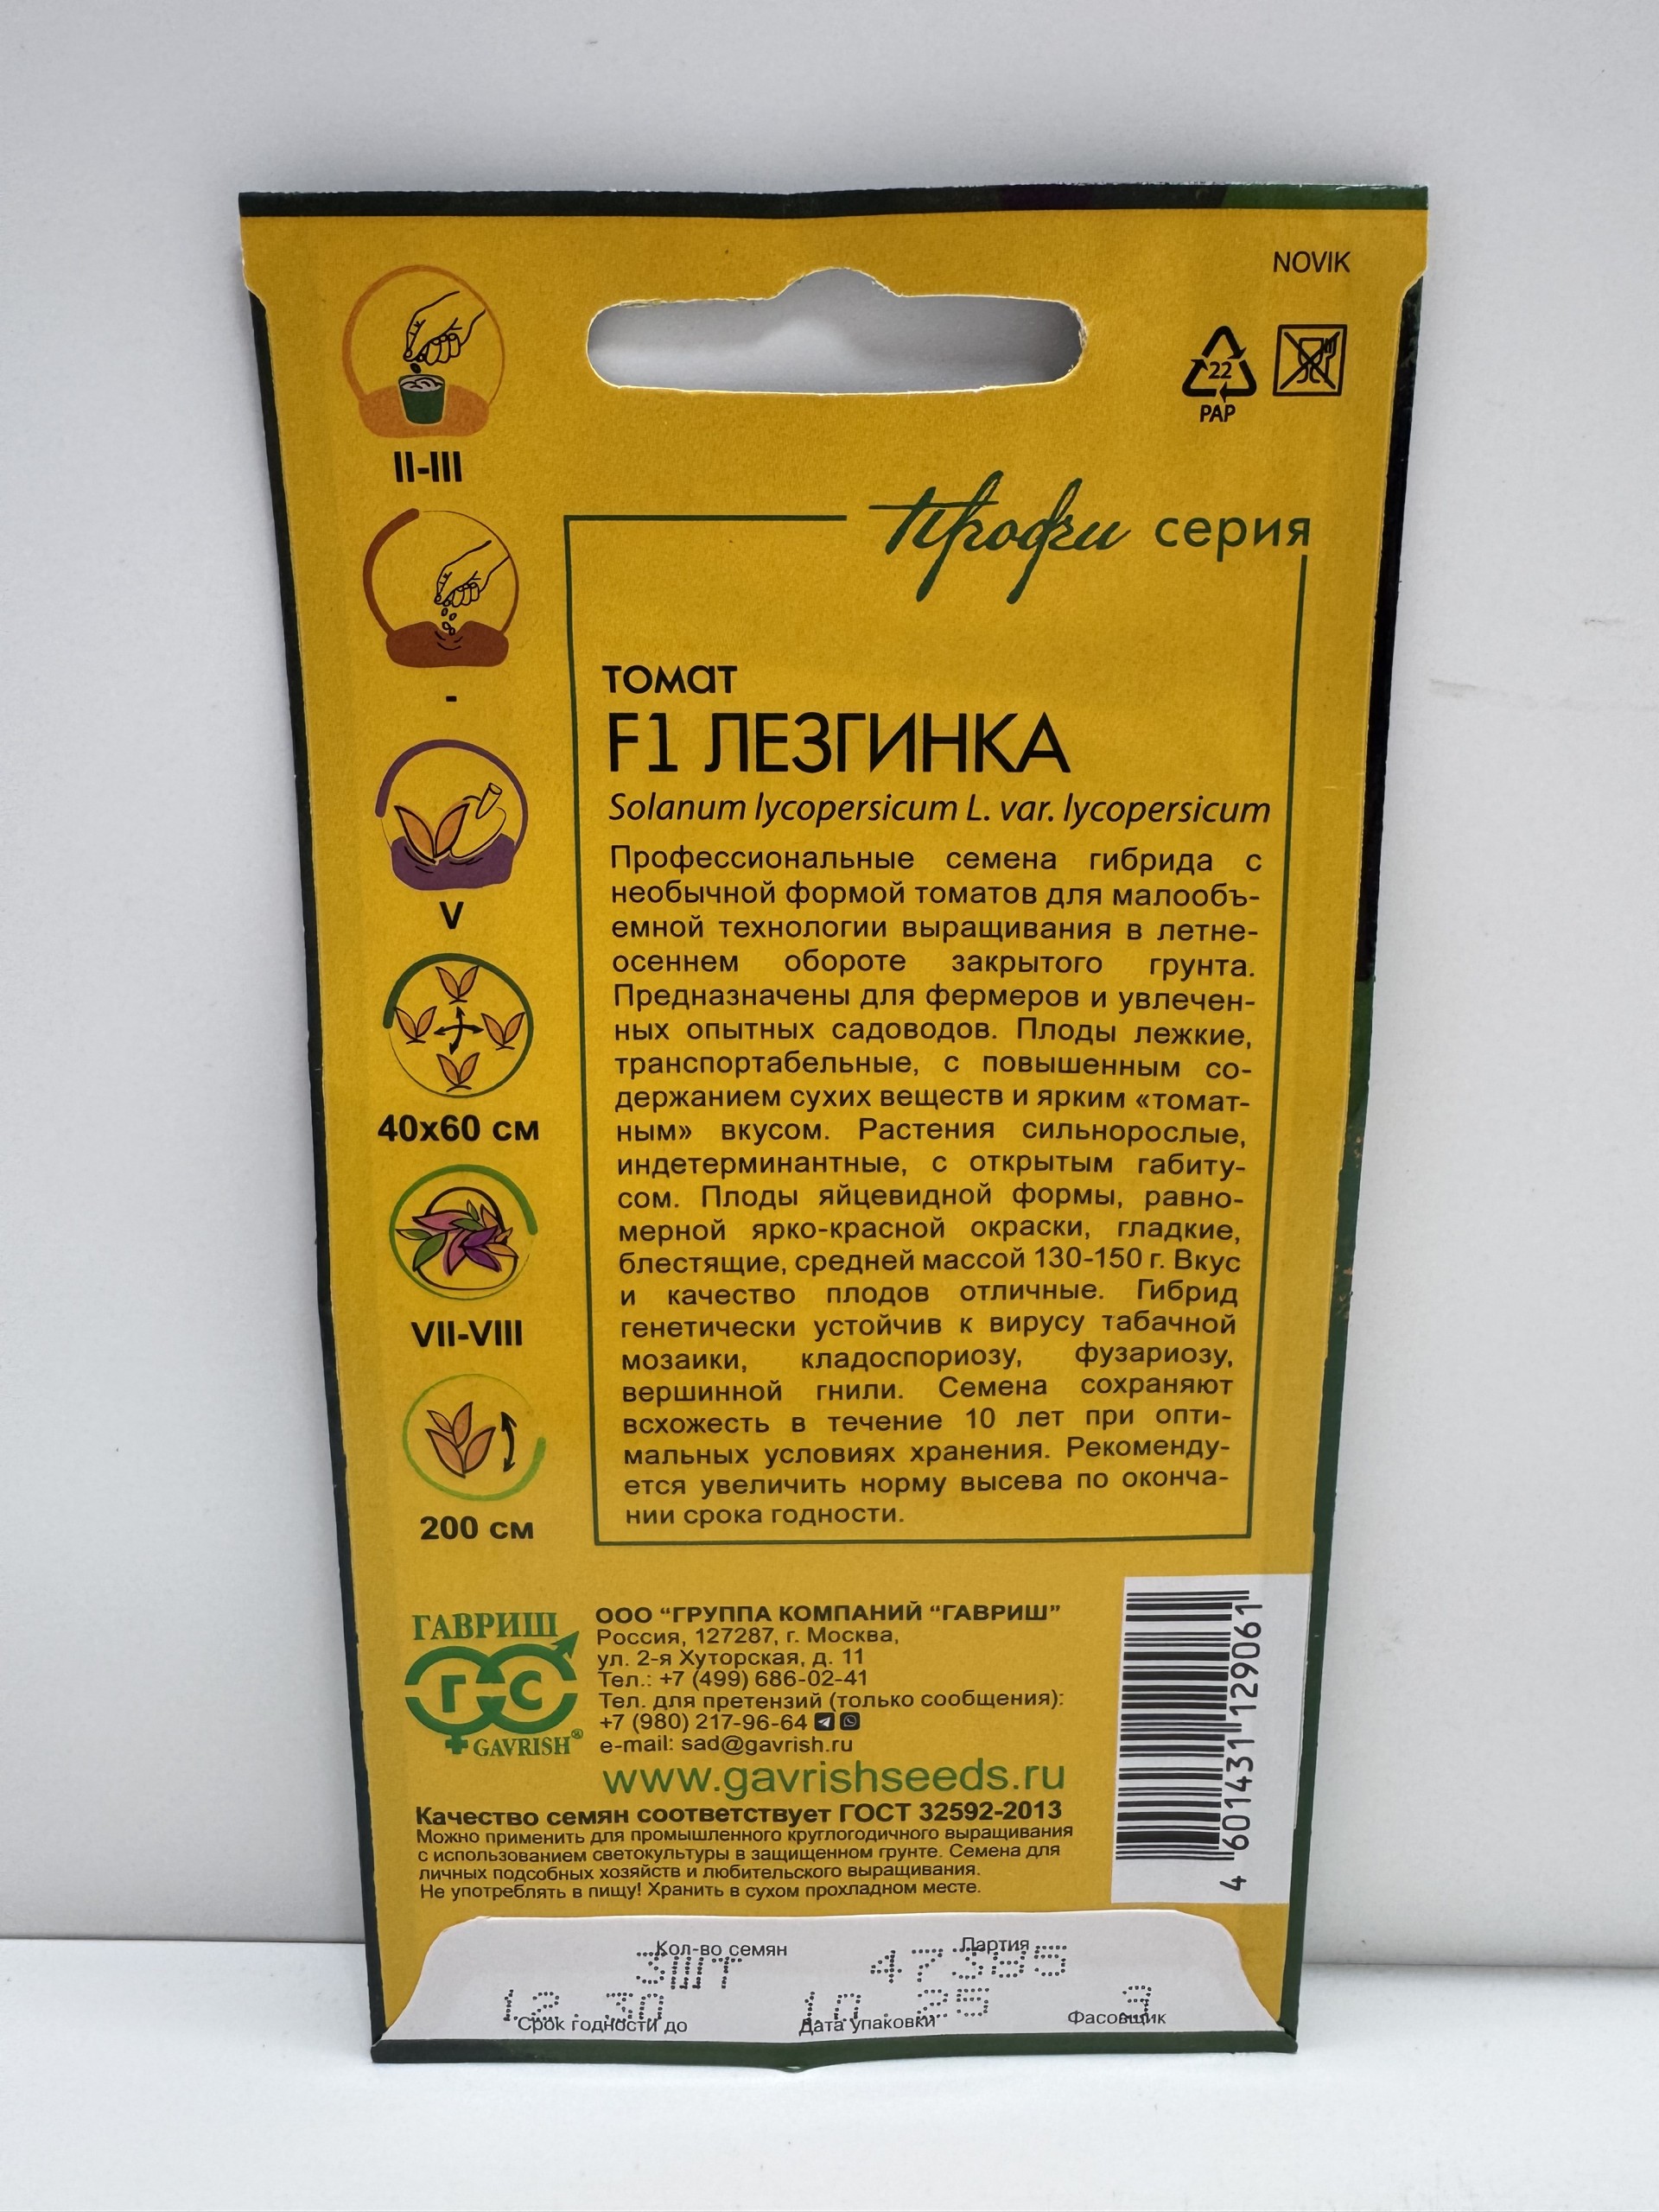 NOVIK
22
PAP
II-III
-
V
40х60 см
VII-VIII
200 см
Профи серия
томат
F1 ЛЕЗГИНКА
Solanum lycopersicum L. var. lycopersicum
Профессиональные семена гибрида с
необычной формой томатов для малообъ-
емной технологии выращивания в летне-
осеннем обороте закрытого грунта.
Предназначены для фермеров и увлечен-
ных опытных садоводов. Плоды лежкие,
транспортабельные, с повышенным со-
держанием сухих веществ и ярким «томат-
ным» вкусом. Растения сильнорослые,
индетерминантные, с открытым габиту-
сом. Плоды яйцевидной формы, равно-
мерной ярко-красной окраски, гладкие,
блестящие, средней массой 130-150 г. Вкус
и качество плодов отличные. Гибрид
генетически устойчив к вирусу табачной
мозаики, кладоспориозу, фузариозу,
вершинной гнили. Семена сохраняют
всхожесть в течение 10 лет при опти-
мальных условиях хранения. Рекоменду-
ется увеличить норму высева по оконча-
нии срока годности.
ГАВРИШ
ГС
GAVRISH®
ООО “ГРУППА КОМПАНИЙ “ГАВРИШ”
Россия, 127287, г. Москва,
ул. 2-я Хуторская, д. 11
Тел.: +7 (499) 686-02-41
Тел. для претензий (только сообщения):
+7 (980) 217-96-64
e-mail: sad@gavrish.ru
www.gavrishseeds.ru
Качество семян соответствует ГОСТ 32592-2013
Можно применить для промышленного круглогодичного выращивания
с использованием светокультуры в защищенном грунте. Семена для
личных подсобных хозяйств и любительского выращивания.
Не употреблять в пищу! Хранить в сухом прохладном месте.
4 601431 129061
Кол-во семян Партия
3ШТ 47385
12.30 10.25 3
Срок годности до Дата упаковки Фасовщик